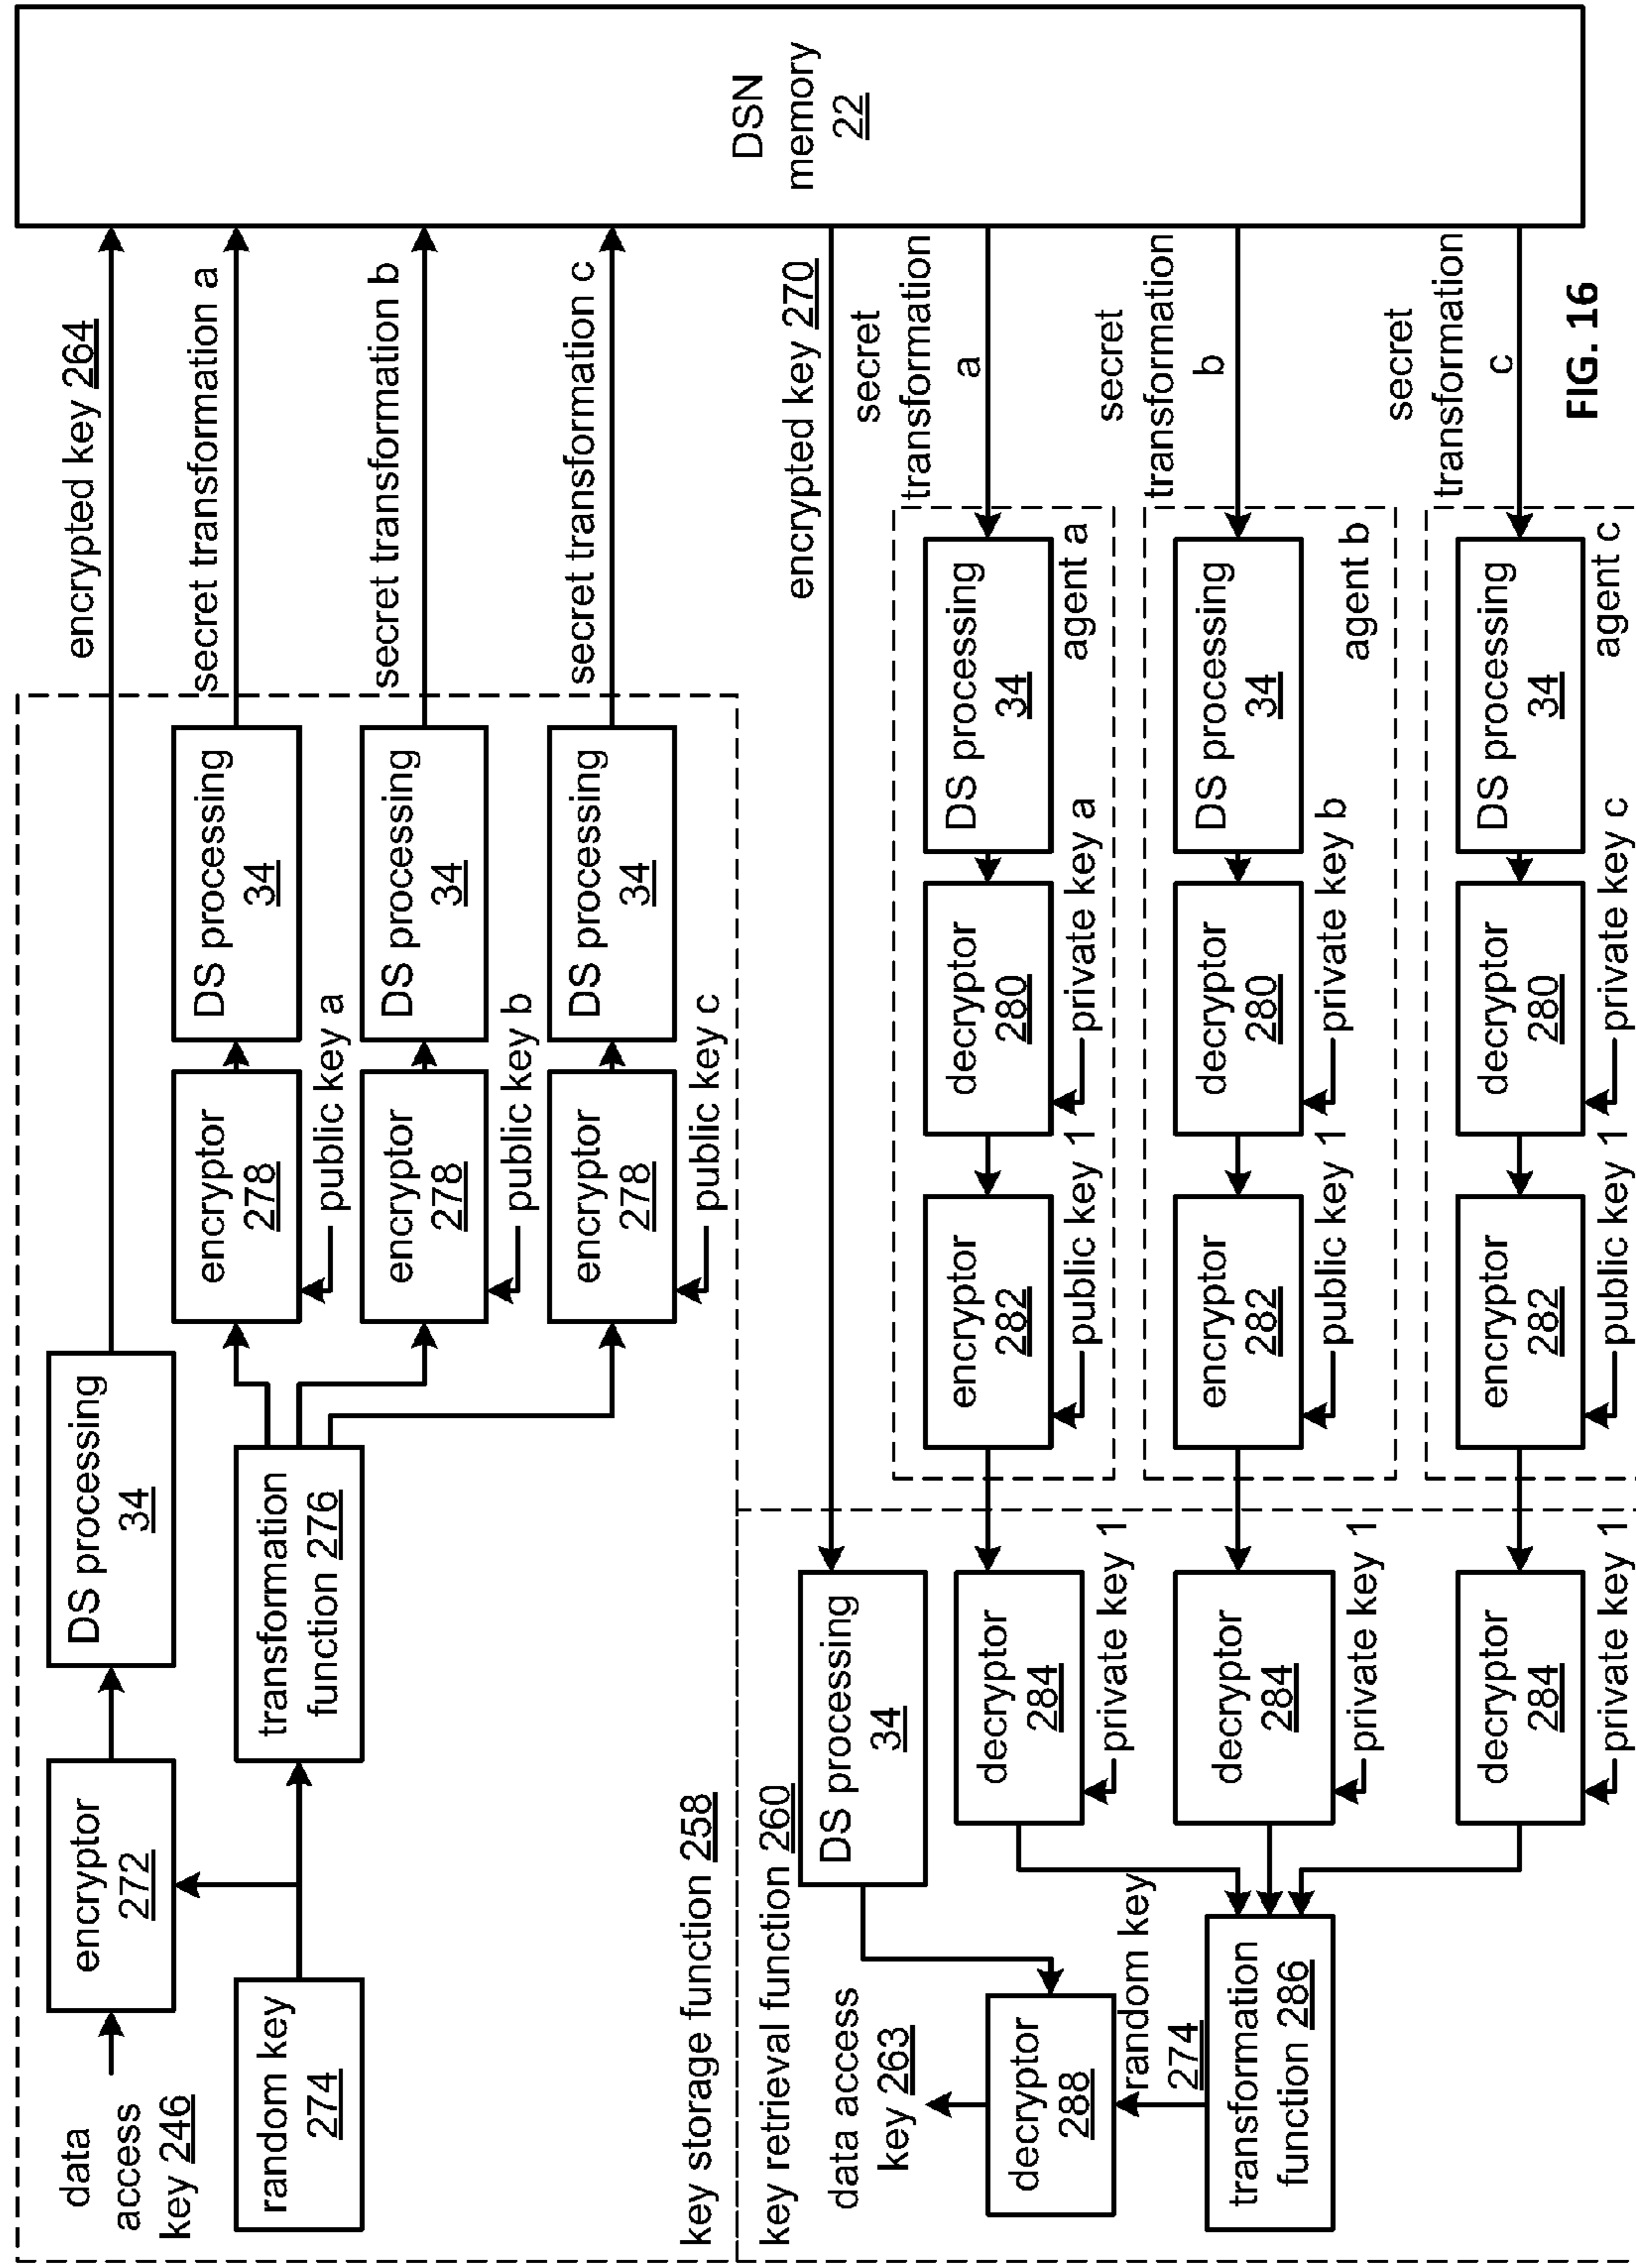 data
access
key 246
encryptor
272
DS processing
34
encrypted key 264
random key
274
transformation
function 276
encryptor
278
public key a
DS processing
34
secret transformation a
encryptor
278
public key b
DS processing
34
secret transformation b
encryptor
278
public key c
DS processing
34
secret transformation c
key storage function 258
DSN
memory
22
key retrieval function 260
DS processing
34
encrypted key 270
data access
key 263
decryptor
288
random key
274
transformation
function 286
decryptor
284
private key 1
encryptor
282
public key 1
decryptor
280
private key a
DS processing
34
agent a
secret
transformation
a
decryptor
284
private key 1
encryptor
282
public key 1
decryptor
280
private key b
DS processing
34
agent b
secret
transformation
b
decryptor
284
private key 1
encryptor
282
public key 1
decryptor
280
private key c
DS processing
34
agent c
secret
transformation
c
FIG. 16